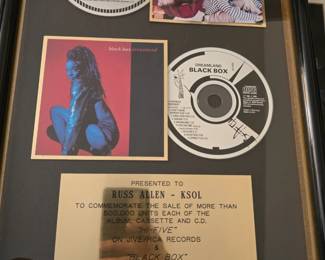 black box dreamland
DREAMLAND
BLACK BOX
PRESENTED TO
RUSS ALLEN - KSOL
TO COMMEMORATE THE SALE OF MORE THAN
500,000 UNITS EACH OF THE
ALBUM, CASSETTE AND C.D.
"HI-FIVE"
ON JIVE/RCA RECORDS
&
"BLACK BOX"